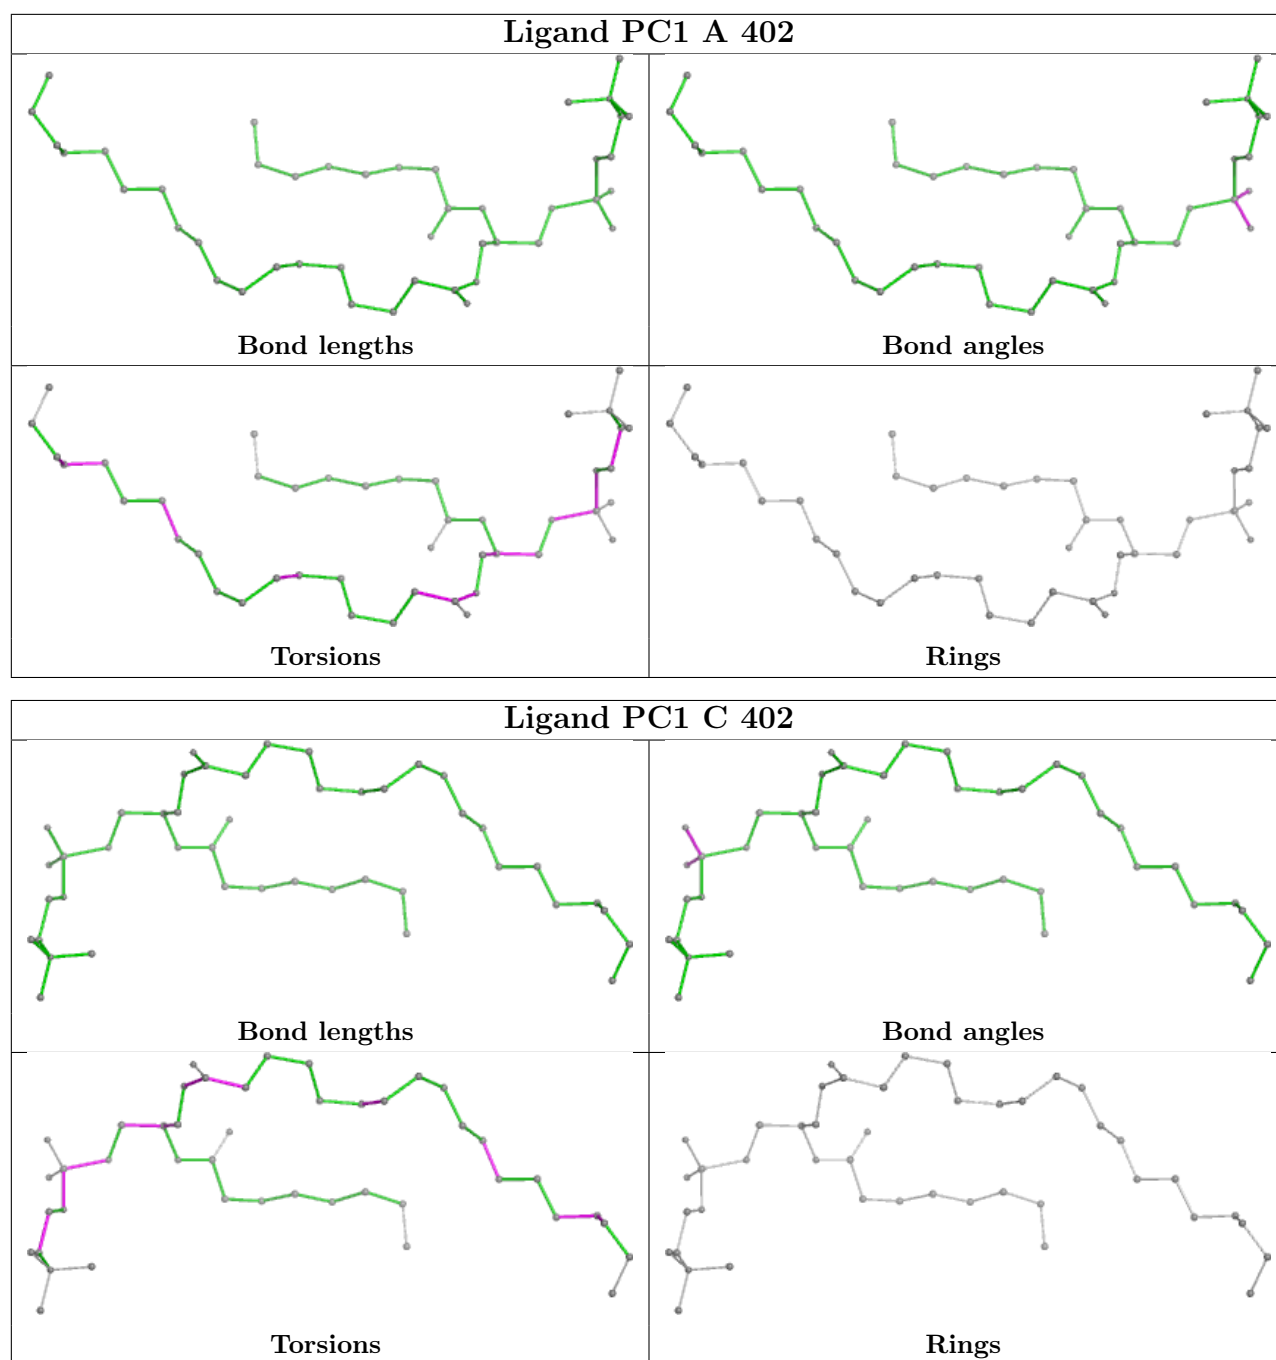 Ligand PC1 A 402
Bond lengths
Bond angles
Torsions
Rings
Ligand PC1 C 402
Bond lengths
Bond angles
Torsions
Rings